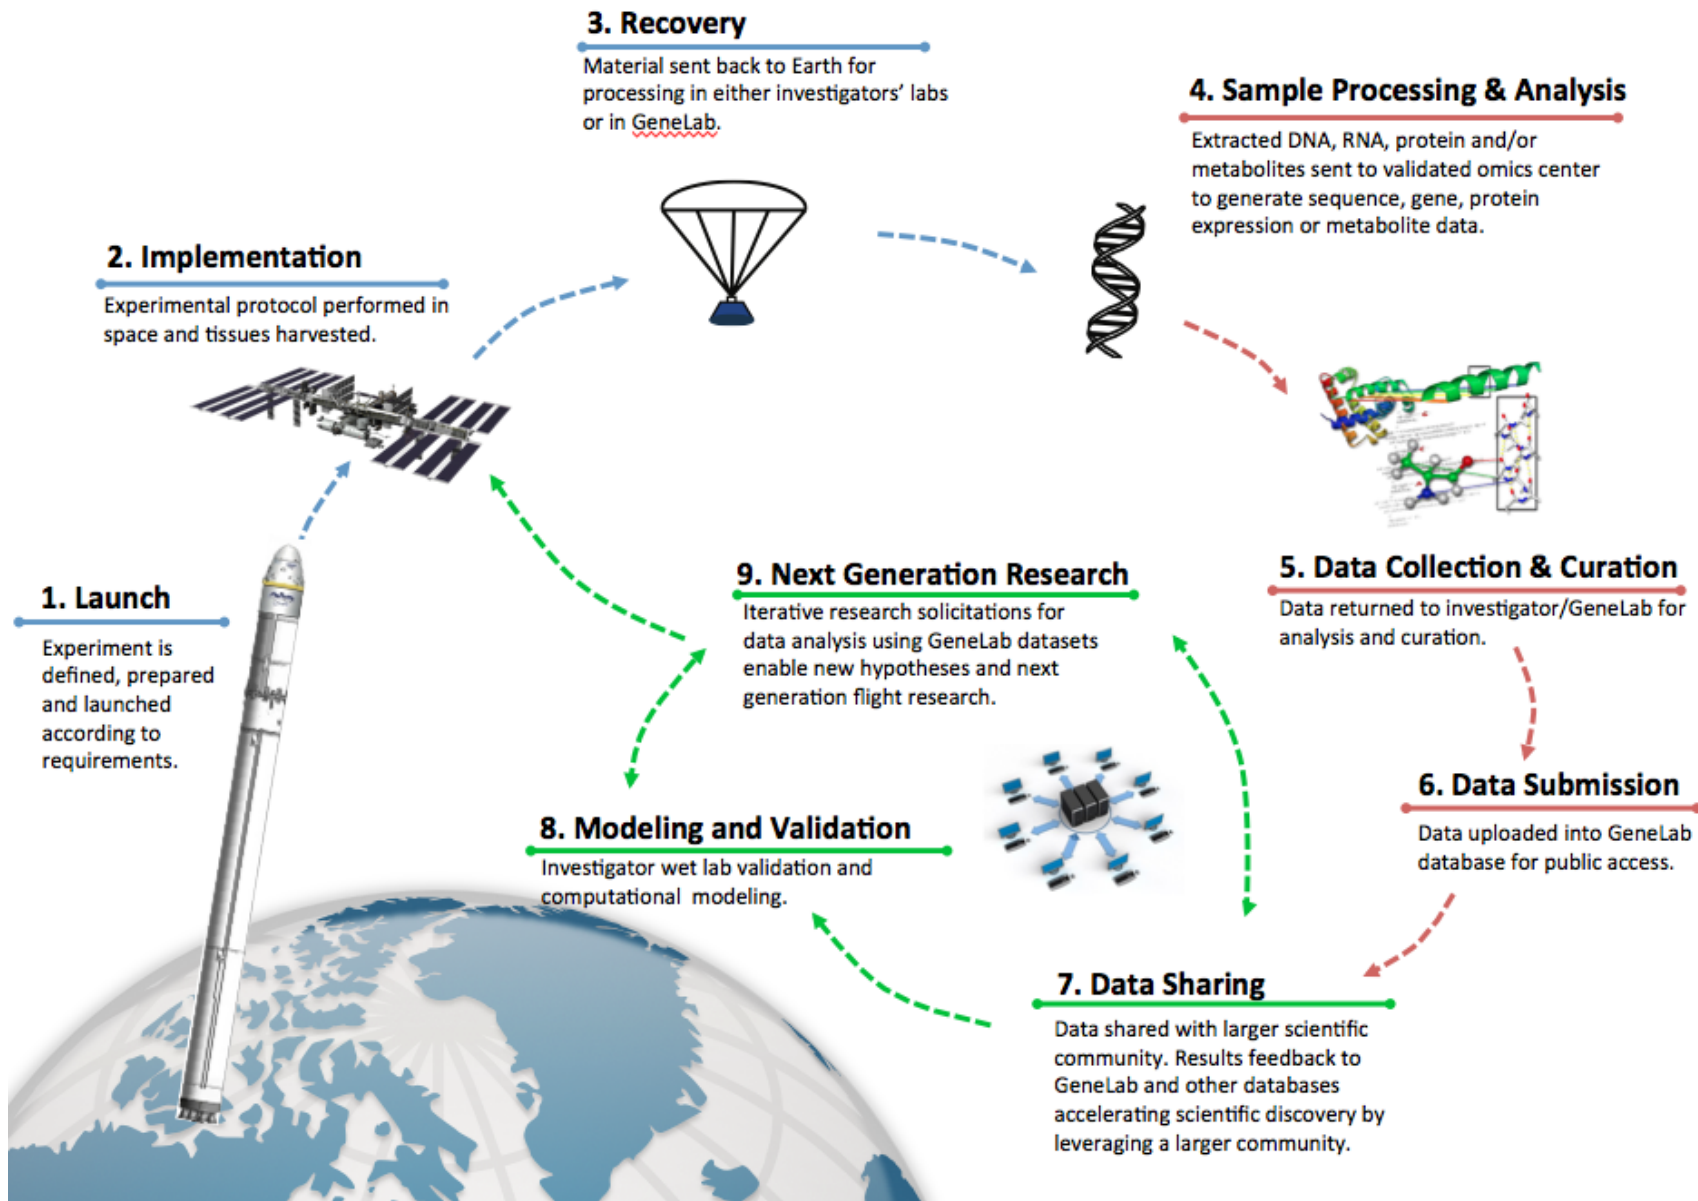 3. Recovery
Material sent back to Earth for
processing in either investigators' labs
or in GeneLab.
4. Sample Processing & Analysis
Extracted DNA, RNA, protein and/or
metabolites sent to validated omics center
to generate sequence, gene, protein
expression or metabolite data.
2. Implementation
Experimental protocol performed in
space and tissues harvested.
1. Launch
Experiment is
defined, prepared
and launched
according to
requirements.
9. Next Generation Research
Iterative research solicitations for
data analysis using GeneLab datasets
enable new hypotheses and next
generation flight research.
5. Data Collection & Curation
Data returned to investigator/GeneLab for
analysis and curation.
6. Data Submission
Data uploaded into GeneLab
database for public access.
8. Modeling and Validation
Investigator wet lab validation and
computational  modeling.
7. Data Sharing
Data shared with larger scientific
community. Results feedback to
GeneLab and other databases
accelerating scientific discovery by
leveraging a larger community.